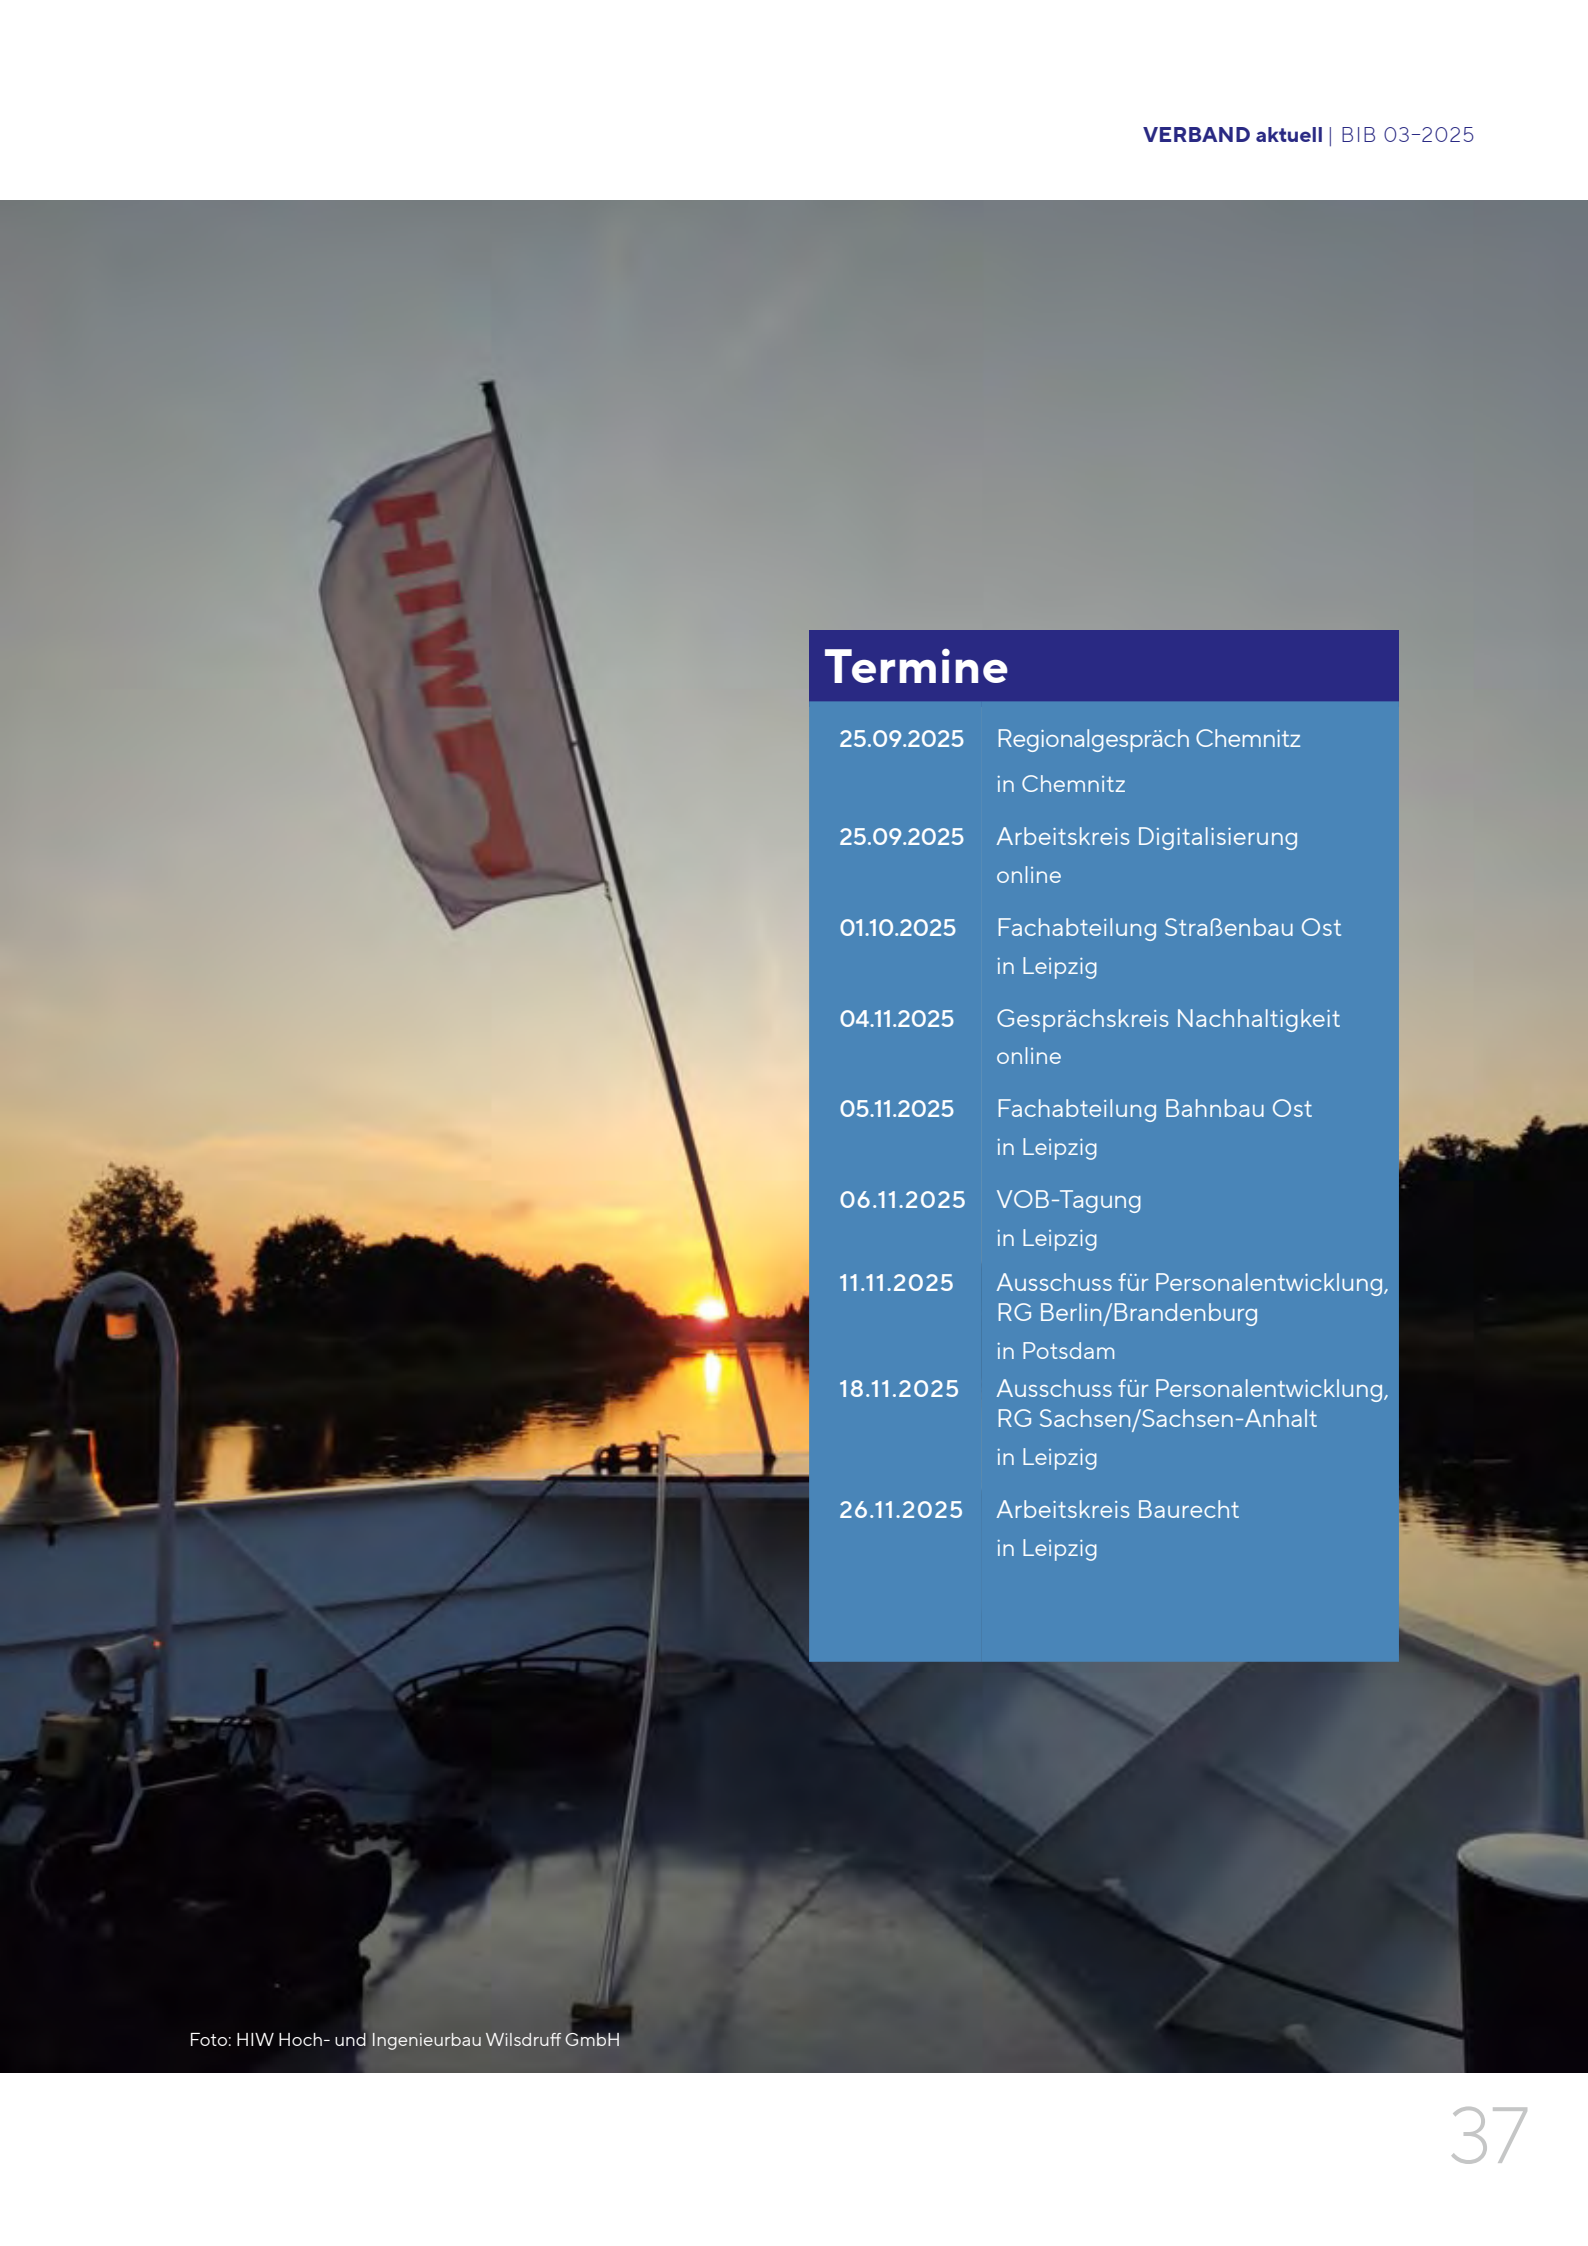 VERBAND aktuell | BIB 03–2025
HIW
Termine
25.09.2025 Regionalgespräch Chemnitz
in Chemnitz
25.09.2025 Arbeitskreis Digitalisierung
online
01.10.2025 Fachabteilung Straßenbau Ost
in Leipzig
04.11.2025 Gesprächskreis Nachhaltigkeit
online
05.11.2025 Fachabteilung Bahnbau Ost
in Leipzig
06.11.2025 VOB-Tagung
in Leipzig
11.11.2025 Ausschuss für Personalentwicklung,
RG Berlin/Brandenburg
in Potsdam
18.11.2025 Ausschuss für Personalentwicklung,
RG Sachsen/Sachsen-Anhalt
in Leipzig
26.11.2025 Arbeitskreis Baurecht
in Leipzig
Foto: HIW Hoch- und Ingenieurbau Wilsdruff GmbH
37